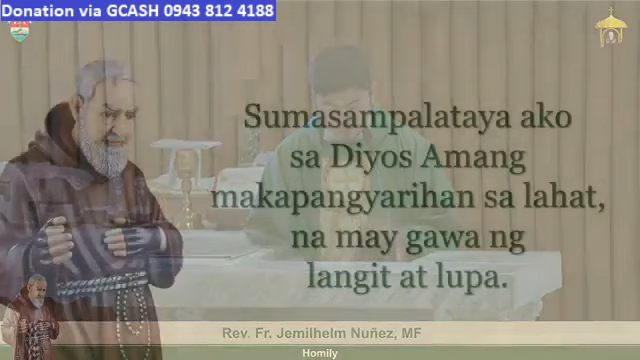 Donation via GCASH 0943 812 4188
Sumasampalataya ako
sa Diyos Amang
makapangyarihan sa lahat,
na may gawa ng
langit at lupa.
Rev. Fr. Jemilhelm Nuñez, MF
Homily